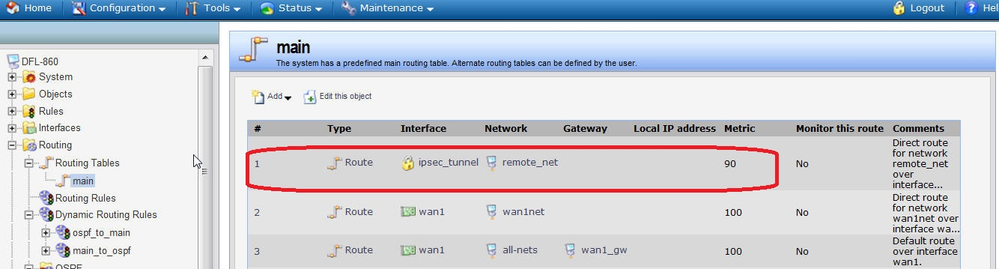 Home Configuration Tools Status Maintenance Logout
DFL-860
System
Objects
Rules
Interfaces
Routing
Routing Tables
main
Routing Rules
Dynamic Routing Rules
ospf_to_main
main_to_ospf
OSPF
main
The system has a predefined main routing table. Alternate routing tables can be defined by the user.
Add Edit this object
# Type Interface Network Gateway Local IP address Metric Monitor this route Comments
1 Route ipsec_tunnel remote_net 90 No Direct route
for network
remote_net
over
interface...
2 Route wan1 wan1net 100 No Direct route
for network
wan1net over
interface wa...
3 Route wan1 all-nets wan1_gw 100 No Default route
over interface
wan1.